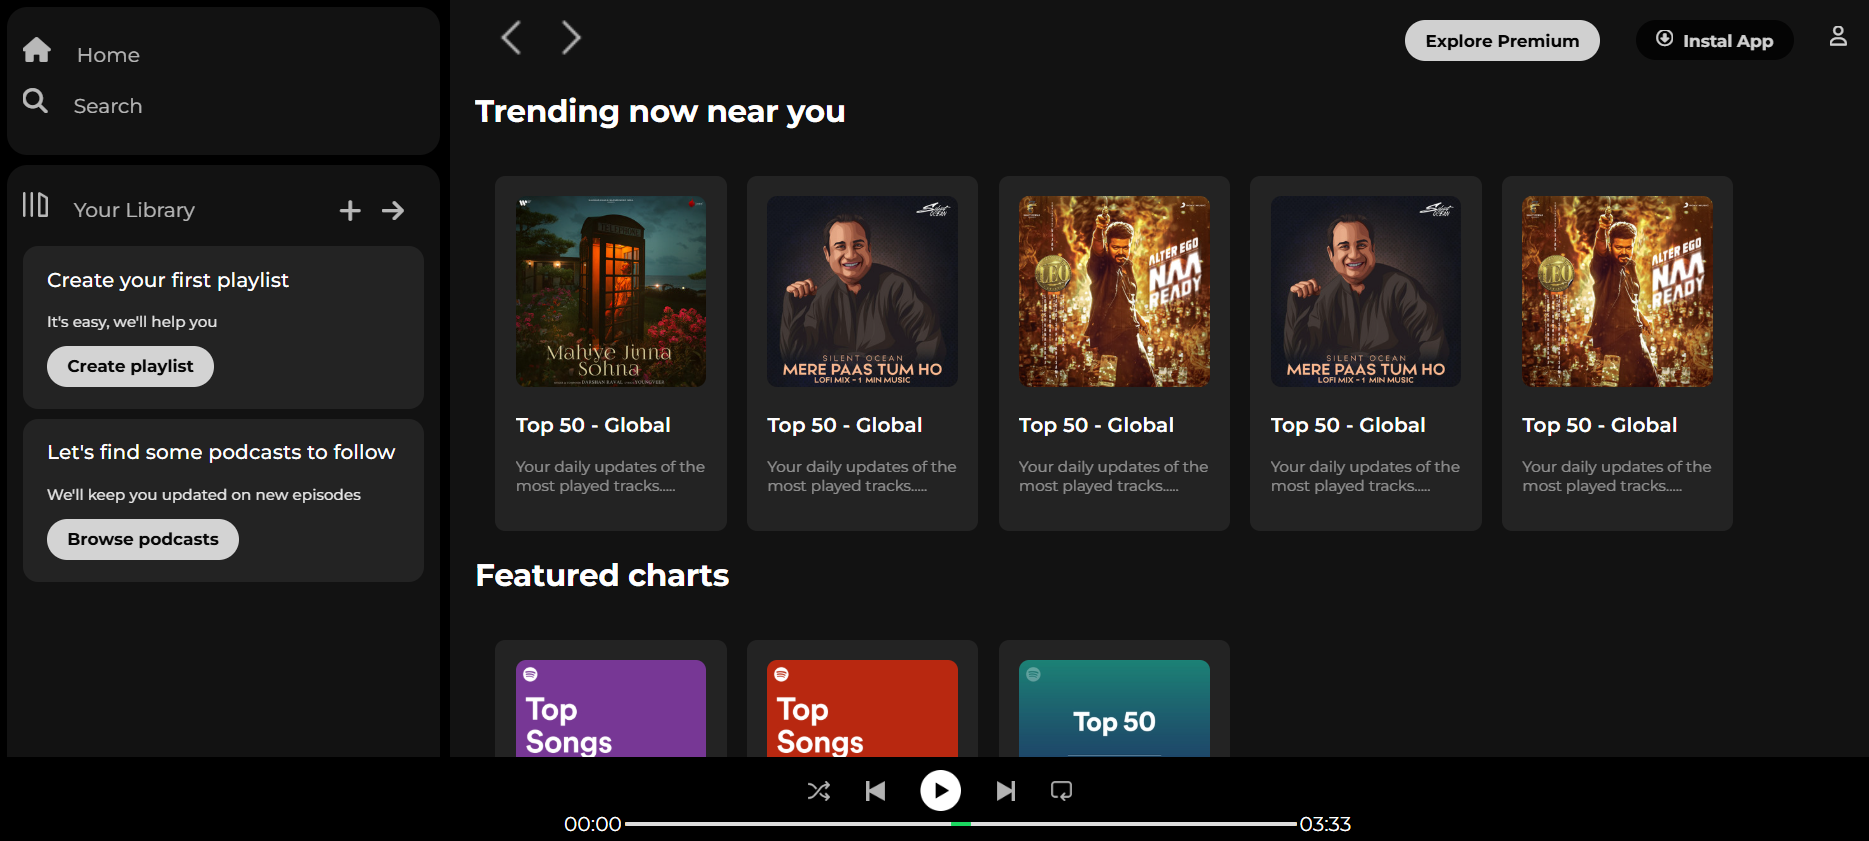 Home
Search
Your Library
Create your first playlist
It's easy, we'll help you
Create playlist
Let's find some podcasts to follow
We'll keep you updated on new episodes
Browse podcasts
Explore Premium
Instal App
Trending now near you
Mahiye Jinna
Sohna
DARSHAN RAVAL
Top 50 - Global
Your daily updates of the
most played tracks.....
Silent
OCEAN
SILENT OCEAN
MERE PAAS TUM HO
LOFI MIX - 1 MIN MUSIC
Top 50 - Global
Your daily updates of the
most played tracks.....
LEO
ALTER EGO
NAA
READY
Top 50 - Global
Your daily updates of the
most played tracks.....
Silent
OCEAN
SILENT OCEAN
MERE PAAS TUM HO
LOFI MIX - 1 MIN MUSIC
Top 50 - Global
Your daily updates of the
most played tracks.....
LEO
ALTER EGO
NAA
READY
Top 50 - Global
Your daily updates of the
most played tracks.....
Featured charts
Top
Songs
Top
Songs
Top 50
00:00
03:33